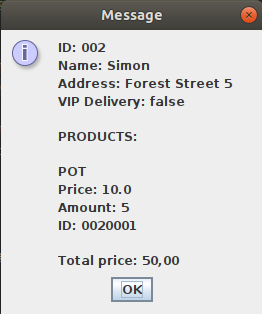 Message
ID: 002
Name: Simon
Address: Forest Street 5
VIP Delivery: false
PRODUCTS:
POT
Price: 10.0
Amount: 5
ID: 0020001
Total price: 50,00
OK